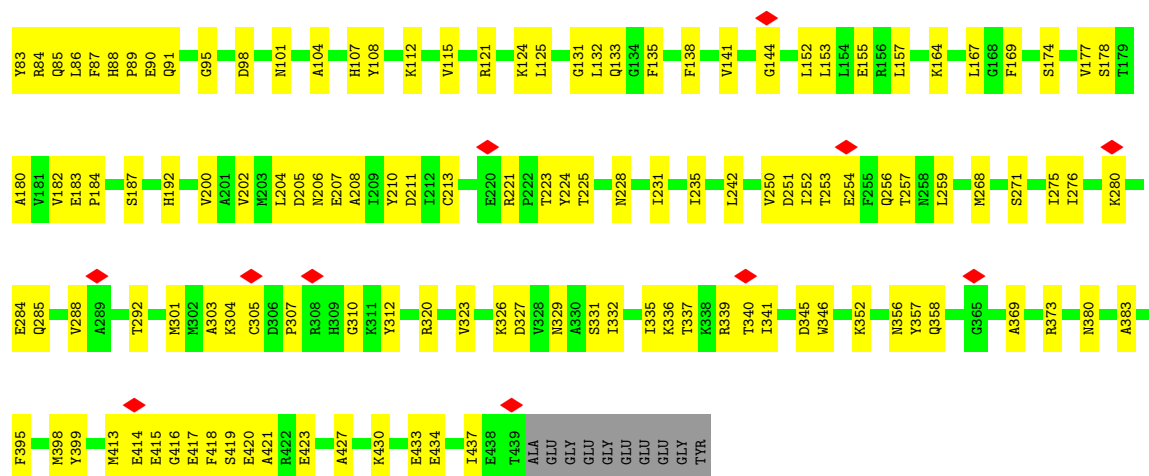 Y83 R84 Q85 L86 F87 H88 P89 E90 Q91 G95 D98 N101 A104 H107 Y108 K112 V115 R121 K124 L125 G131 L132 Q133 G134 F135 F138 V141 G144 L152 L153 L154 E155 R156 L157 K164 L167 G168 F169 S174 V177 S178 T179
A180 V181 V182 E183 P184 S187 H192 V200 A201 V202 M203 L204 D205 N206 E207 A208 I209 Y210 D211 I212 C213 E220 R221 P222 T223 Y224 T225 N228 I231 I235 L242 V250 D251 I252 T253 E254 F255 Q256 T257 N258 L259 M268 S271 I275 I276 K280
E284 Q285 V288 A289 T292 M301 M302 A303 K304 C305 D306 P307 R308 H309 G310 K311 Y312 R320 V323 K326 D327 V328 N329 A330 S331 I332 I335 K336 T337 K338 R339 T340 I341 D345 W346 K352 N356 Y357 Q358 G365 A369 R373 N380 A383
F395 M398 Y399 M413 E414 E415 G416 E417 F418 S419 E420 A421 R422 E423 A427 K430 E433 E434 I437 E438 T439 ALA GLU GLY GLU GLY GLU GLU GLU GLY TYR